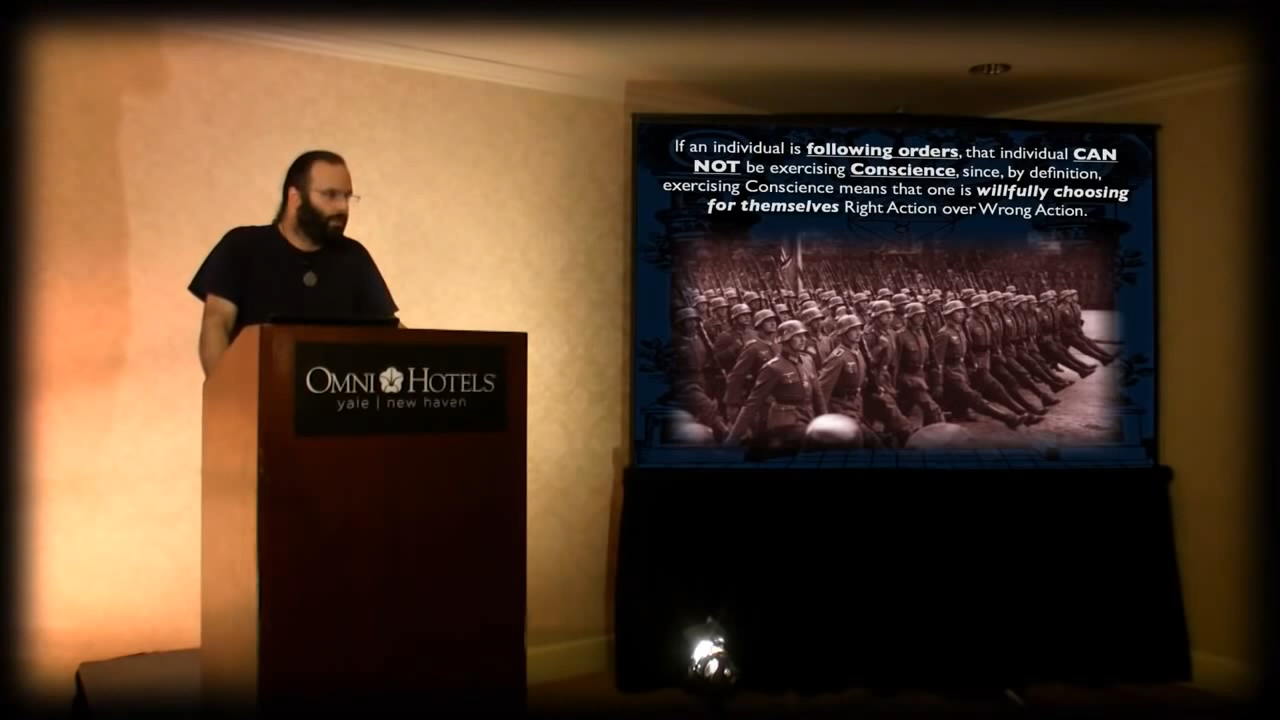 If an individual is following orders, that individual CAN
NOT be exercising Conscience, since, by definition,
exercising Conscience means that one is willfully choosing
for themselves Right Action over Wrong Action.
OMNI HOTELS
yale | new haven